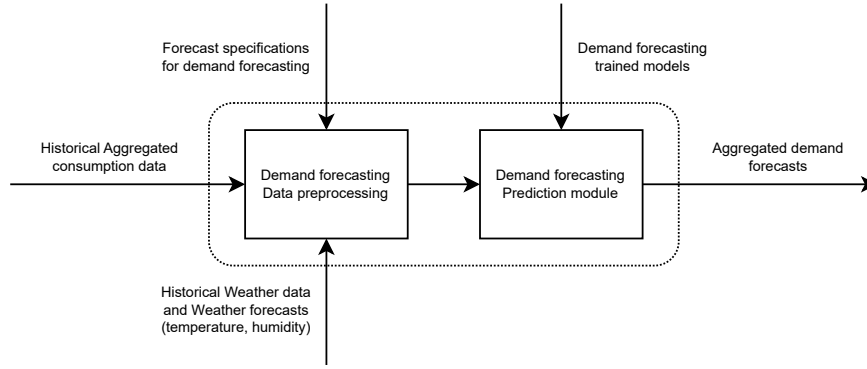 Forecast specifications
for demand forecasting
Demand forecasting
trained models
Historical Aggregated
consumption data
Demand forecasting
Data preprocessing
Demand forecasting
Prediction module
Aggregated demand
forecasts
Historical Weather data
and Weather forecasts
(temperature, humidity)